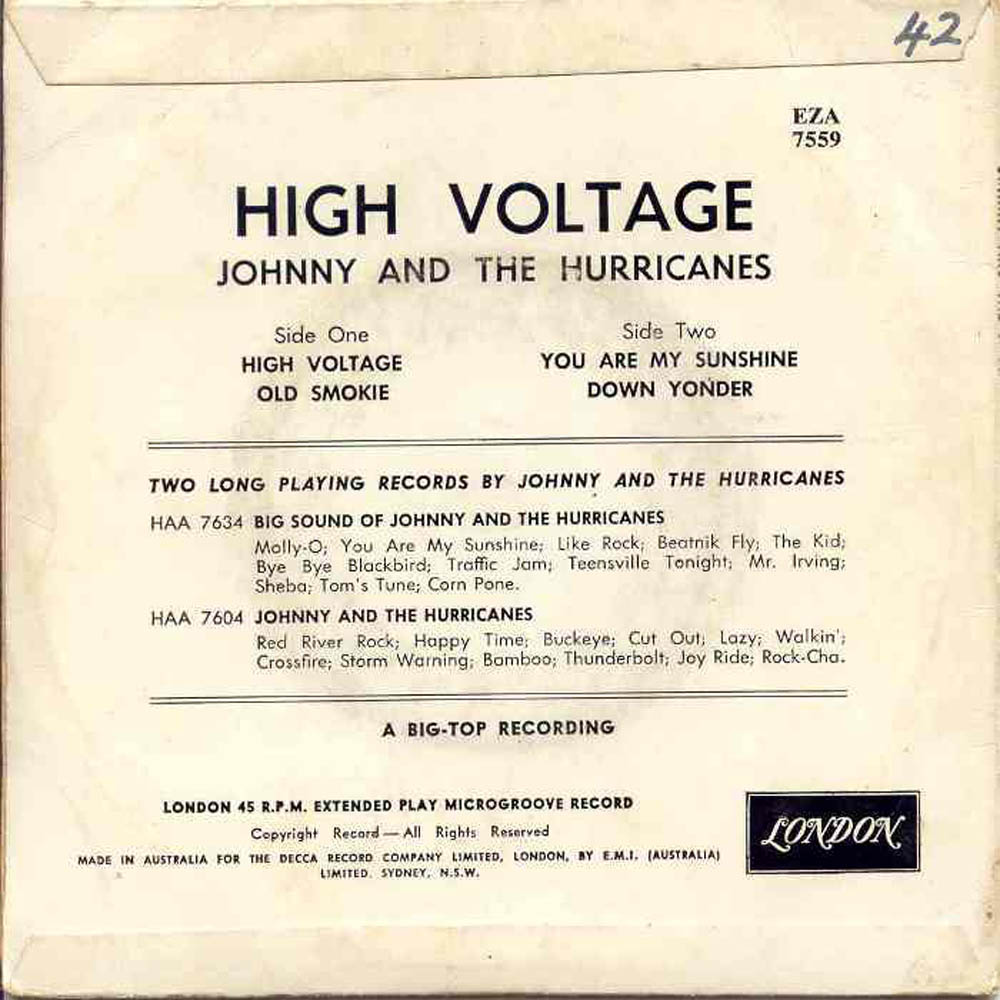 42
EZA
7559
HIGH VOLTAGE
JOHNNY AND THE HURRICANES
Side One
HIGH VOLTAGE
OLD SMOKIE
Side Two
YOU ARE MY SUNSHINE
DOWN YONDER
TWO LONG PLAYING RECORDS BY JOHNNY AND THE HURRICANES
HAA 7634 BIG SOUND OF JOHNNY AND THE HURRICANES
Molly-O; You Are My Sunshine; Like Rock; Beatnik Fly; The Kid;
Bye Bye Blackbird; Traffic Jam; Teensville Tonight; Mr. Irving;
Sheba; Tom's Tune; Corn Pone.
HAA 7604 JOHNNY AND THE HURRICANES
Red River Rock; Happy Time; Buckeye; Cut Out; Lazy; Walkin';
Crossfire; Storm Warning; Bamboo; Thunderbolt; Joy Ride; Rock-Cha.
A BIG-TOP RECORDING
LONDON 45 R.P.M. EXTENDED PLAY MICROGROOVE RECORD
Copyright Record — All Rights Reserved
MADE IN AUSTRALIA FOR THE DECCA RECORD COMPANY LIMITED, LONDON, BY E.M.I. (AUSTRALIA)
LIMITED. SYDNEY, N.S.W.
LONDON